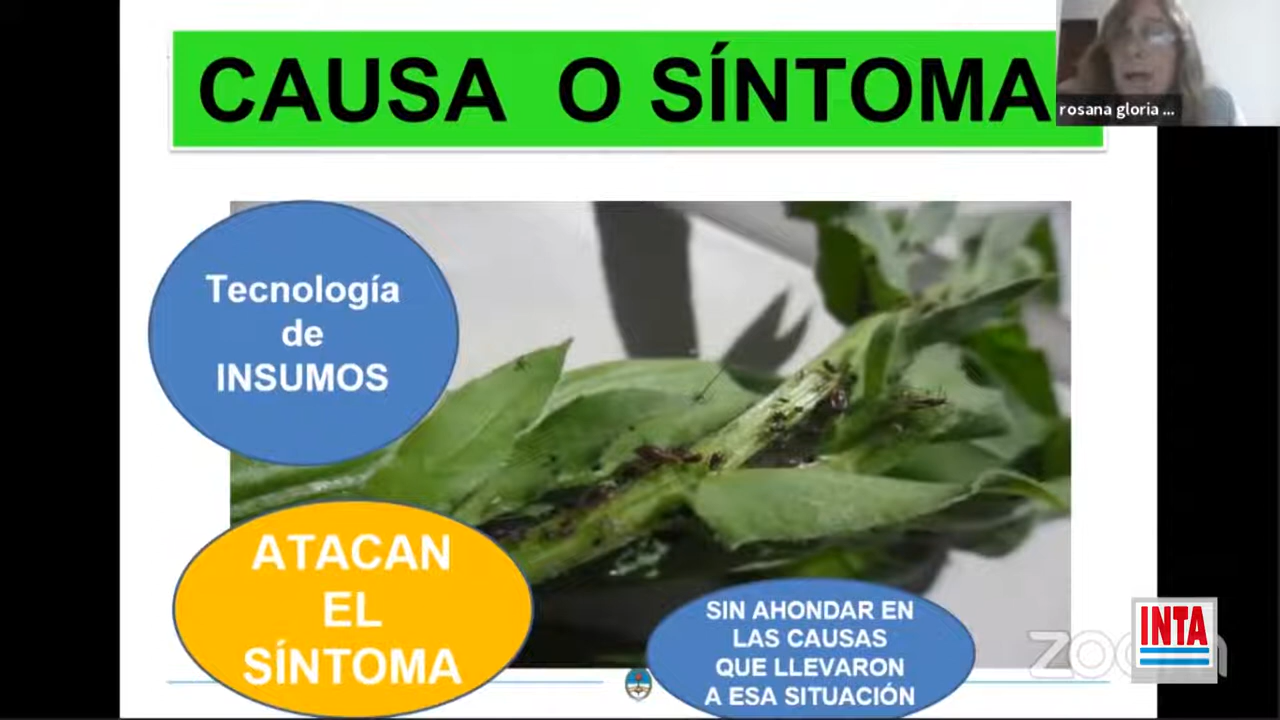 CAUSA O SÍNTOMA
rosana gloria ...
Tecnología
de
INSUMOS
ATACAN
EL
SÍNTOMA
SIN AHONDAR EN
LAS CAUSAS
QUE LLEVARON
A ESA SITUACIÓN
zoom
INTA